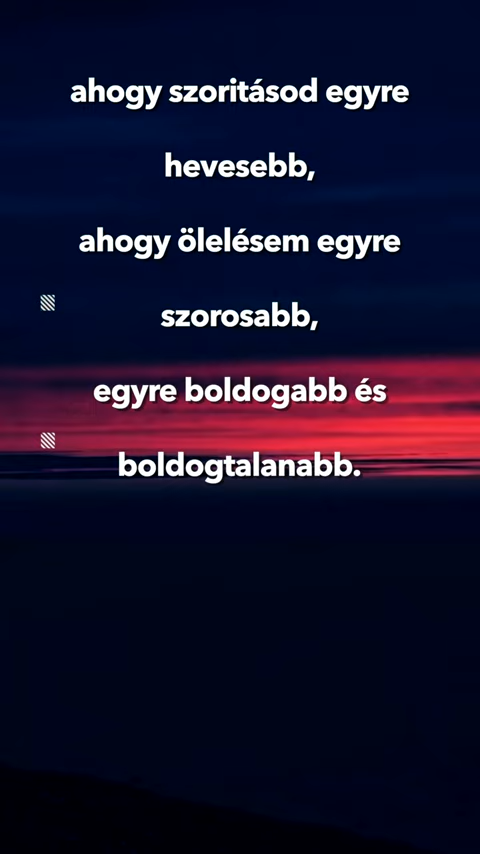 ahogy szoritásod egyre
hevesebb,
ahogy ölelésem egyre
szorosabb,
egyre boldogabb és
boldogtalanabb.